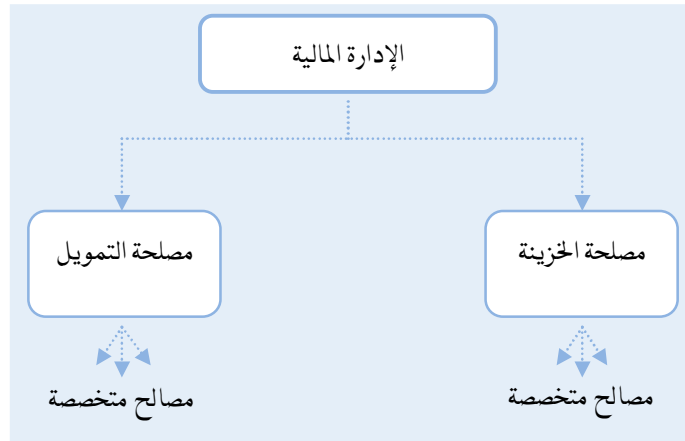 الإدارة المالية
مصلحة الخزينة
مصلحة التمويل
مصالح متخصصة
مصالح متخصصة